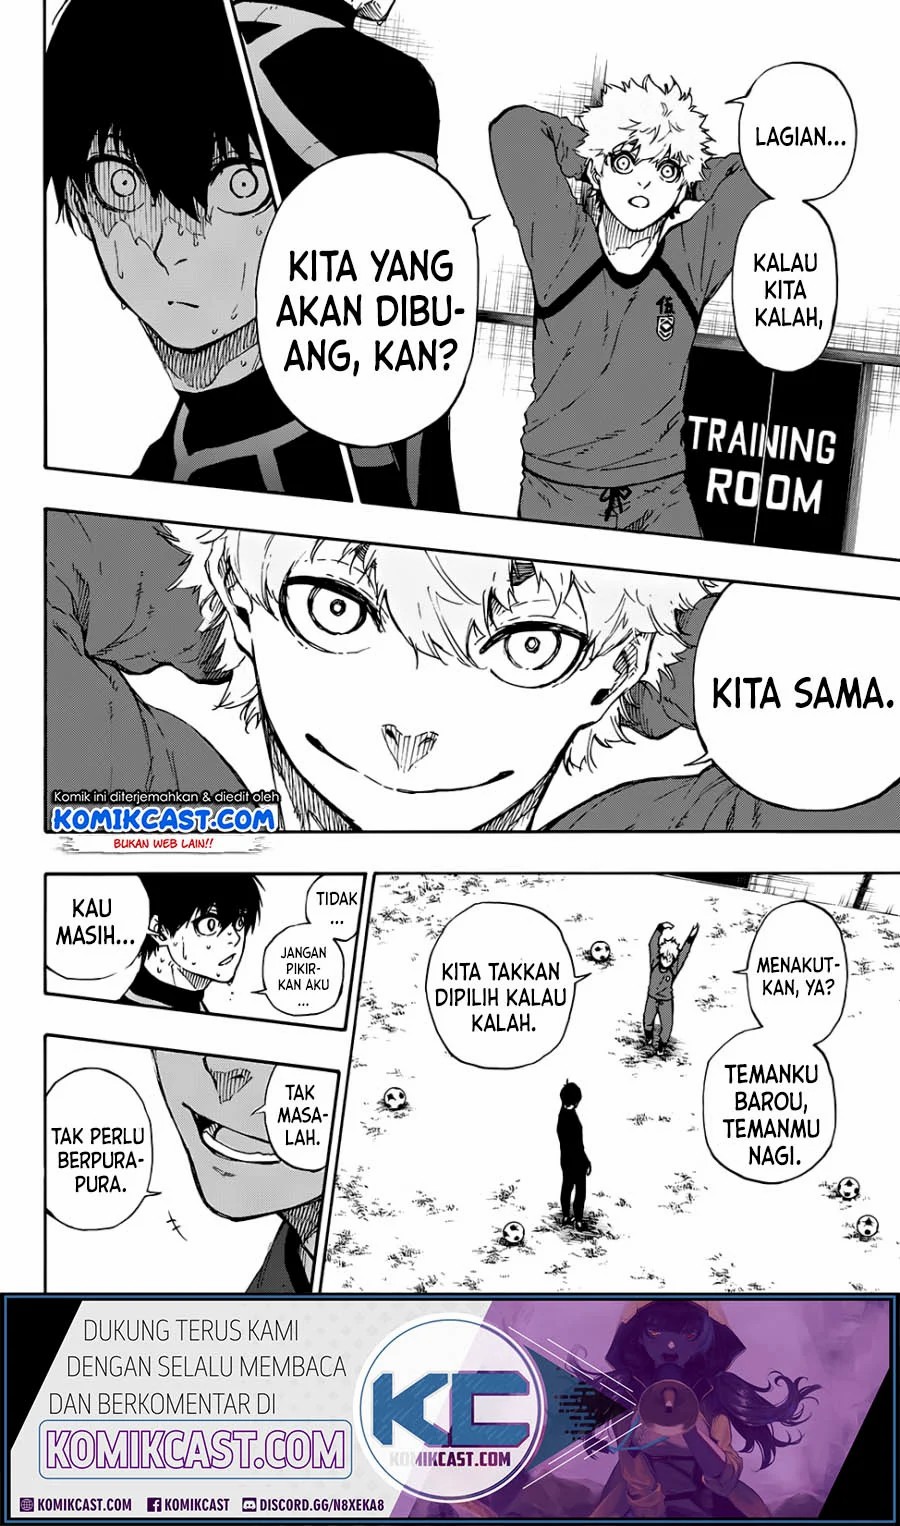 LAGIAN...
KALAU
KITA
KALAH,
KITA YANG
AKAN DIBU-
ANG, KAN?
伍
TRAINING
ROOM
KITA SAMA.
Komik ini diterjemahkan & diedit oleh
KOMIKCAST.COM
BUKAN WEB LAIN!!
MENAKUT-
KAN, YA?
TEMANKU
BAROU,
TEMANMU
NAGI.
KITA TAKKAN
DIPILIH KALAU
KALAH.
TIDAK
...
JANGAN
PIKIR-
KAN AKU
...
KAU
MASIH...
TAK
MASA-
LAH.
TAK PERLU
BERPURA-
PURA.
DUKUNG TERUS KAMI
DENGAN SELALU MEMBACA
DAN BERKOMENTAR DI
KOMIKCAST.COM
KC
KOMIKCAST.COM
KOMIKCAST.COM KOMIKCAST DISCORD.GG/N8XEKA8